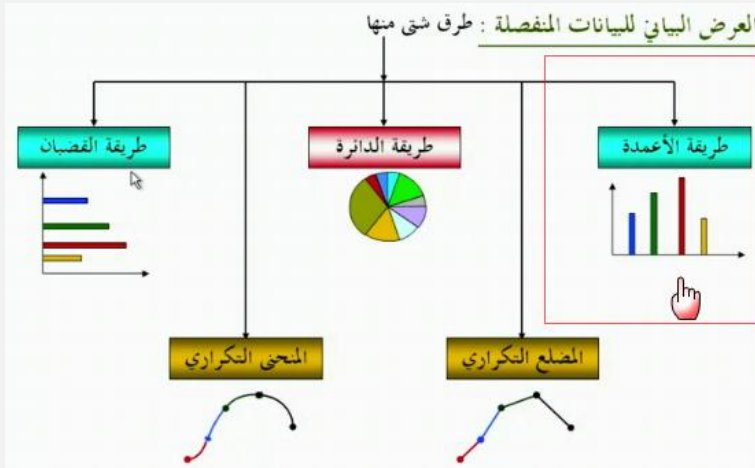 العرض البياني للبيانات المنفصلة : طرق شتى منها
طريقة الأعمدة
طريقة الدائرة
طريقة القضبان
المضلع التكراري
المنحنى التكراري